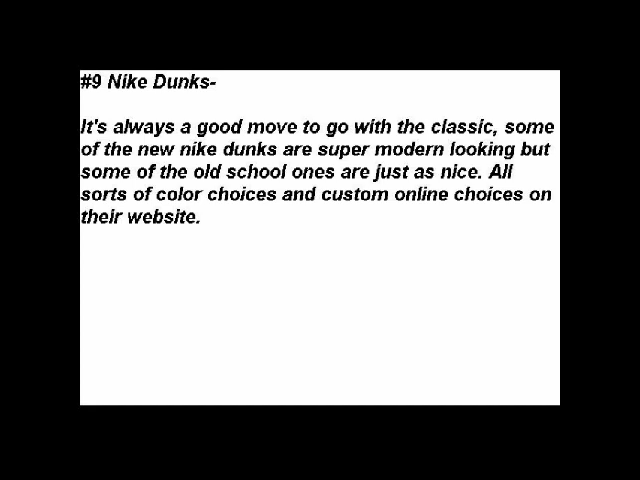 #9 Nike Dunks-
It's always a good move to go with the classic, some
of the new nike dunks are super modern looking but
some of the old school ones are just as nice. All
sorts of color choices and custom online choices on
their website.